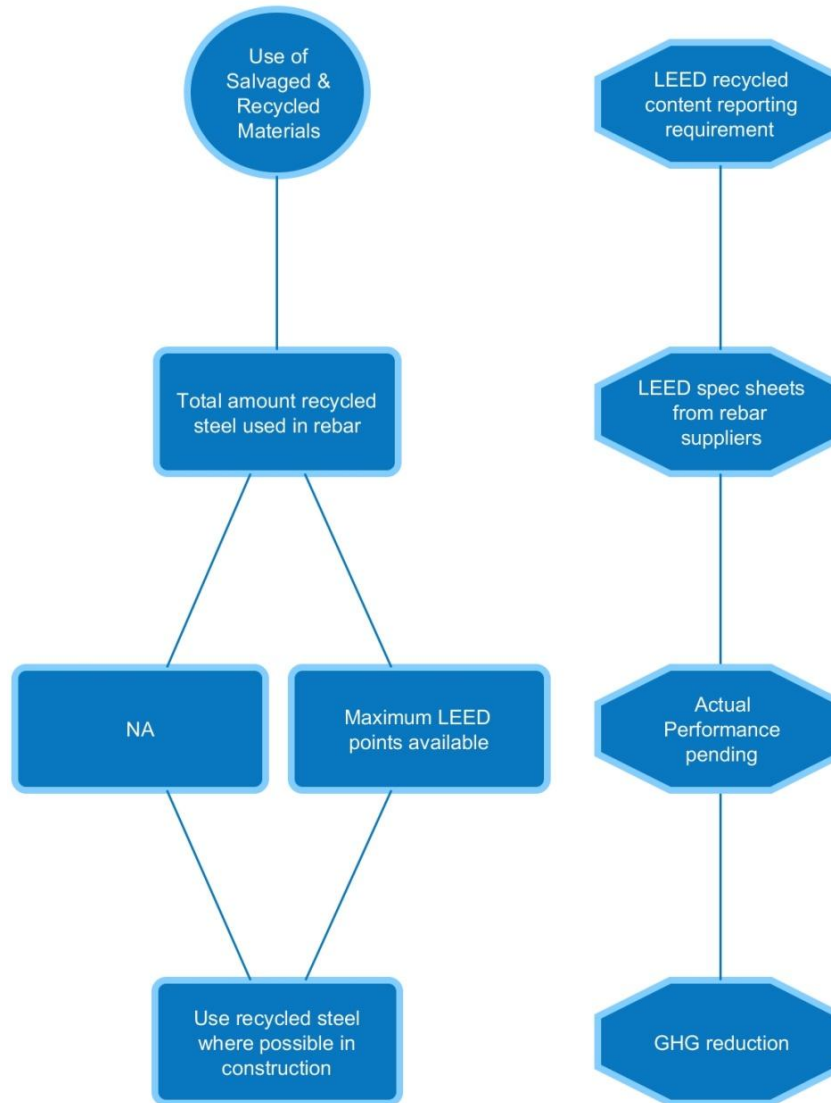 Use of
Salvaged &
Recycled
Materials
LEED recycled
content reporting
requirement
Total amount recycled
steel used in rebar
LEED spec sheets
from rebar
suppliers
NA
Maximum LEED
points available
Actual
Performance
pending
Use recycled steel
where possible in
construction
GHG reduction